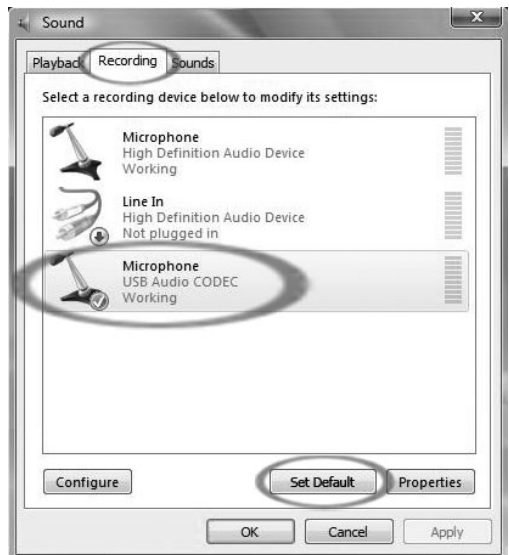 Sound
Playback Recording Sounds
Select a recording device below to modify its settings:
Microphone
High Definition Audio Device
Working
Line In
High Definition Audio Device
Not plugged in
Microphone
USB Audio CODEC
Working
Configure Set Default Properties
OK Cancel Apply